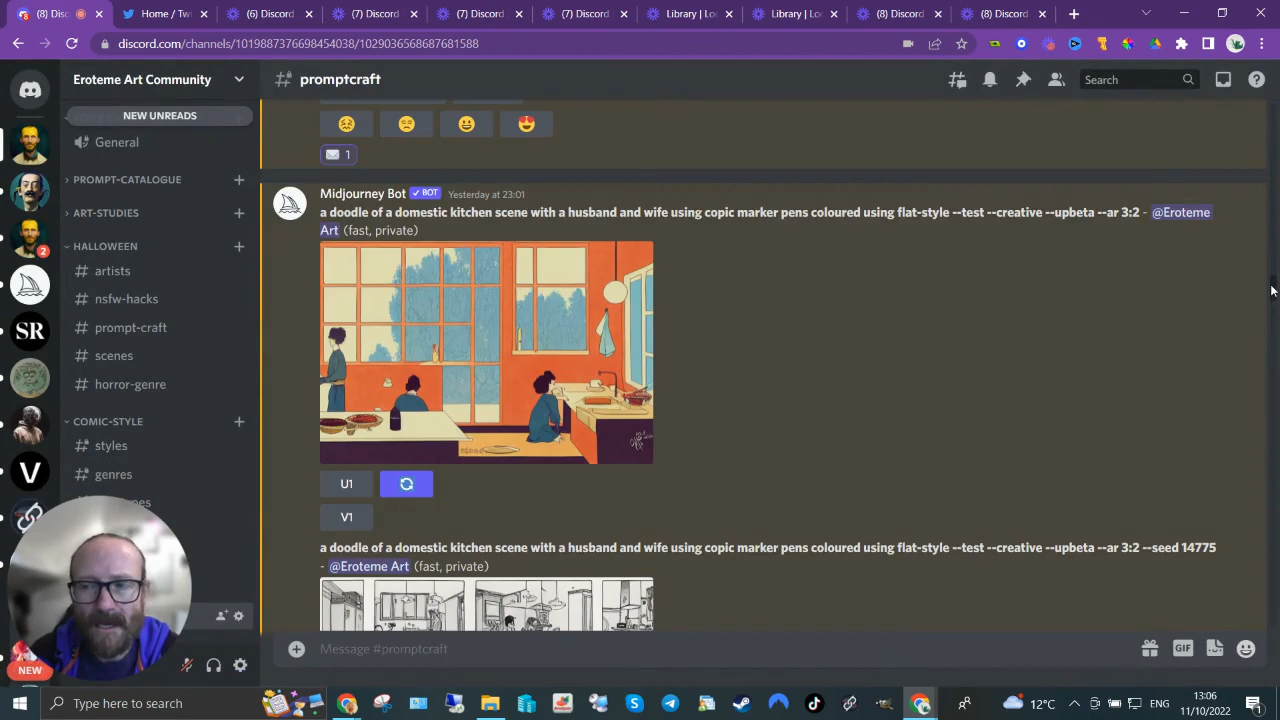 (8) Disco
Home / Tw
(6) Discord
(7) Discord
(7) Discord
(7) Discord
Library | Lo
Library | Lo
(8) Discord
(8) Discord
discord.com/channels/1019887376698454038/1029036568687681588
Eroteme Art Community
promptcraft
Search
NEW UNREADS
General
PROMPT-CATALOGUE
ART-STUDIES
HALLOWEEN
artists
nsfw-hacks
prompt-craft
scenes
horror-genre
COMIC-STYLE
styles
genres
2
SR
V
NEW
1
Midjourney Bot BOT Yesterday at 23:01
a doodle of a domestic kitchen scene with a husband and wife using copic marker pens coloured using flat-style --test --creative --upbeta --ar 3:2 - @Eroteme
Art (fast, private)
U1
V1
a doodle of a domestic kitchen scene with a husband and wife using copic marker pens coloured using flat-style --test --creative --upbeta --ar 3:2 --seed 14775
- @Eroteme Art (fast, private)
Message #promptcraft
GIF
Type here to search
12°C
ENG
13:06
11/10/2022